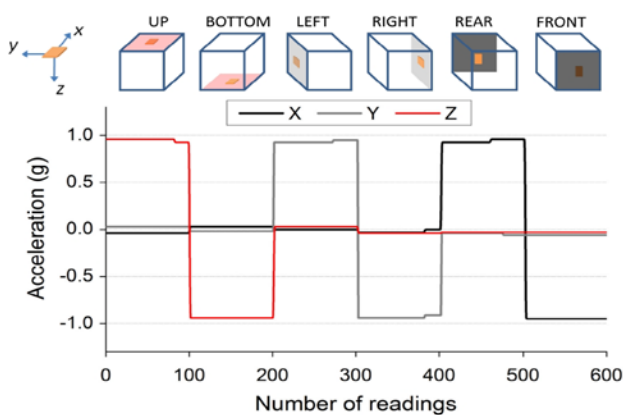 UP BOTTOM LEFT RIGHT REAR FRONT
x
y
z
X Y Z
Acceleration (g)
1.0
0.5
0.0
-0.5
-1.0
0 100 200 300 400 500 600
Number of readings